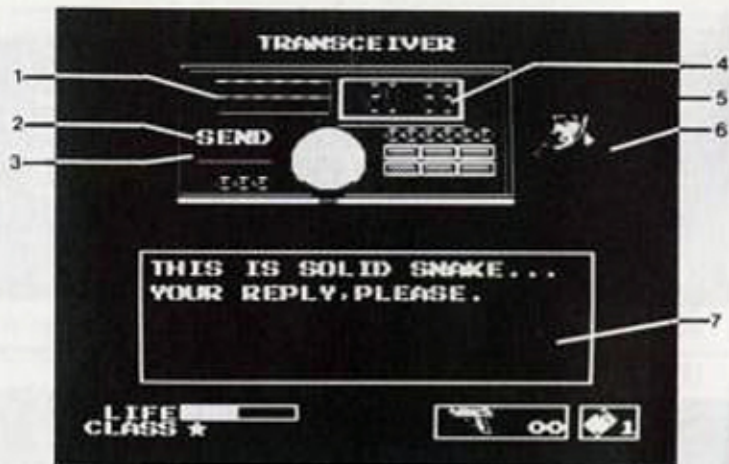 TRANSCEIVER
1
4
5
2
SEND
6
3
THIS IS SOLID SNAKE...
YOUR REPLY,PLEASE.
7
LIFE
CLASS ★
00
1